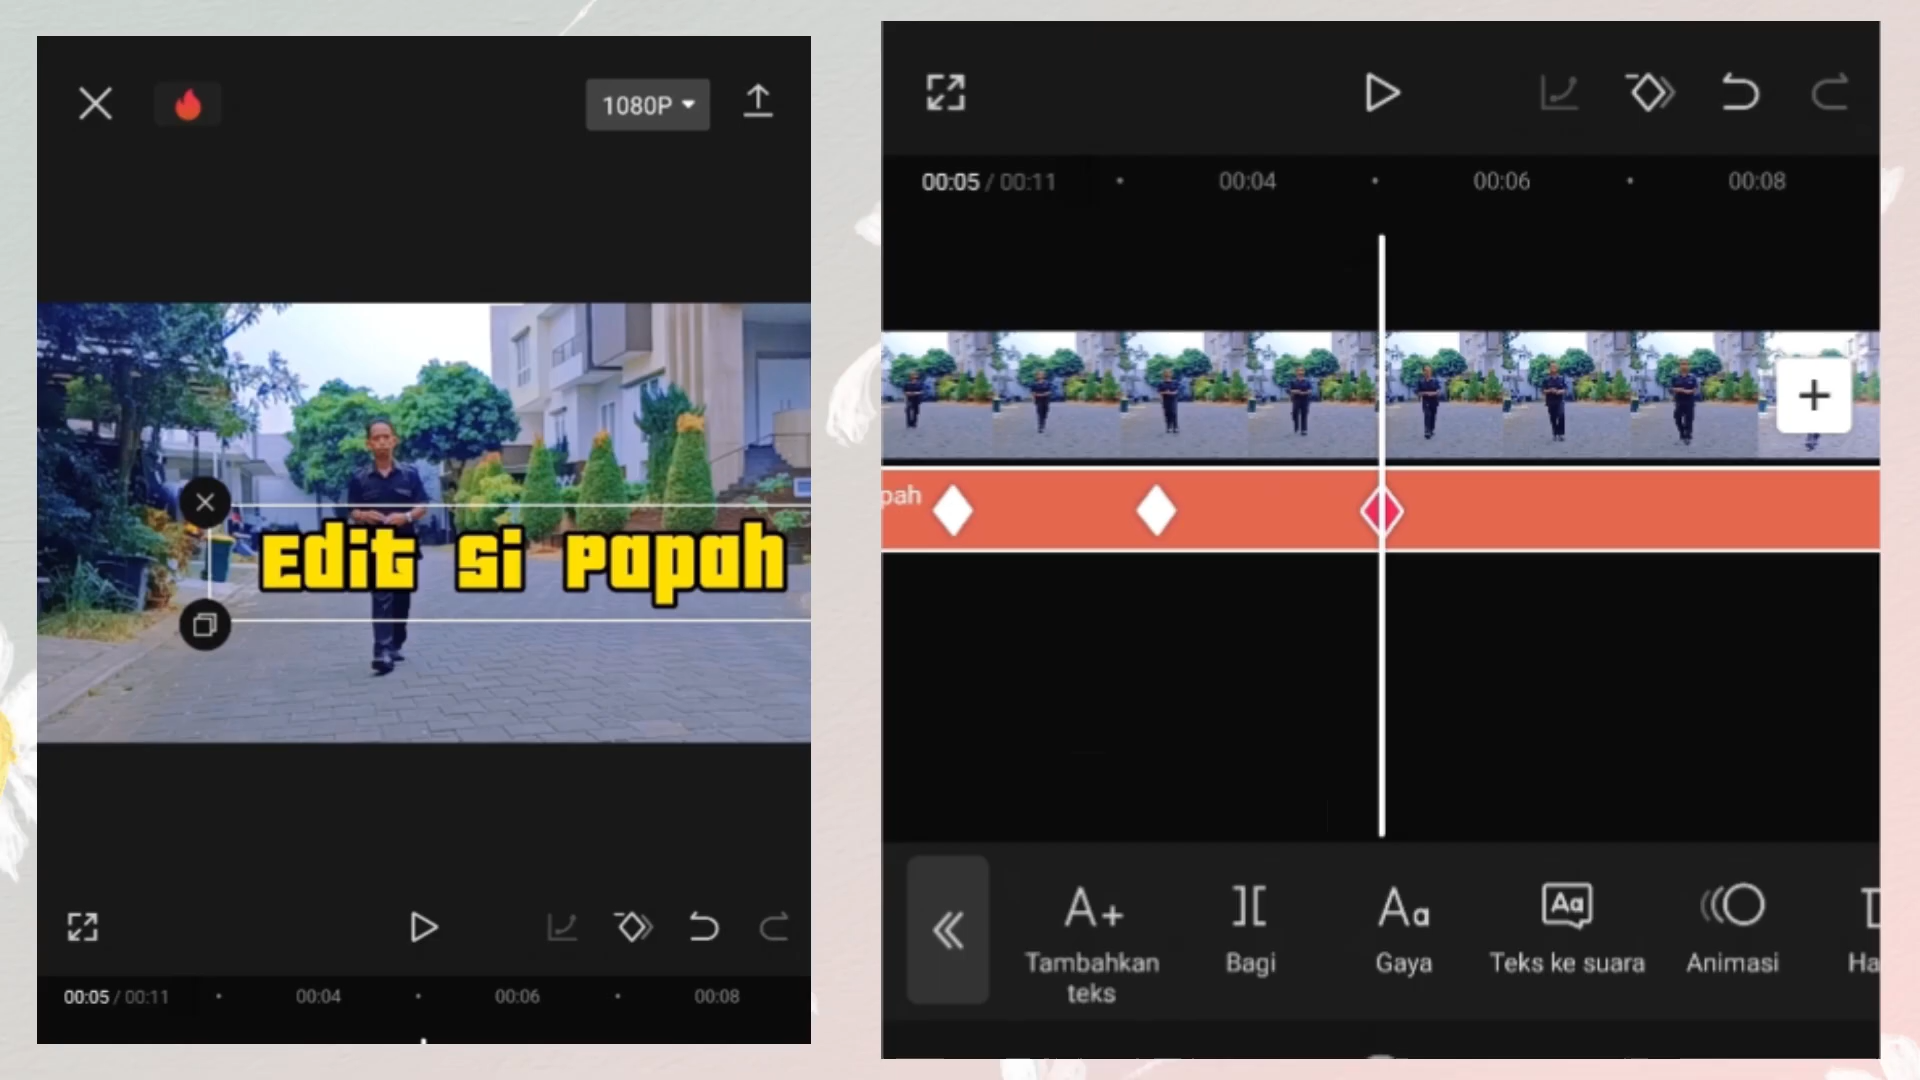 1080P
Edit si papah
00:05 / 00:11
00:04
00:06
00:08
00:05 / 00:11
00:04
00:06
00:08
pah
Tambahkan
teks
Bagi
Gaya
Teks ke suara
Animasi
Ha